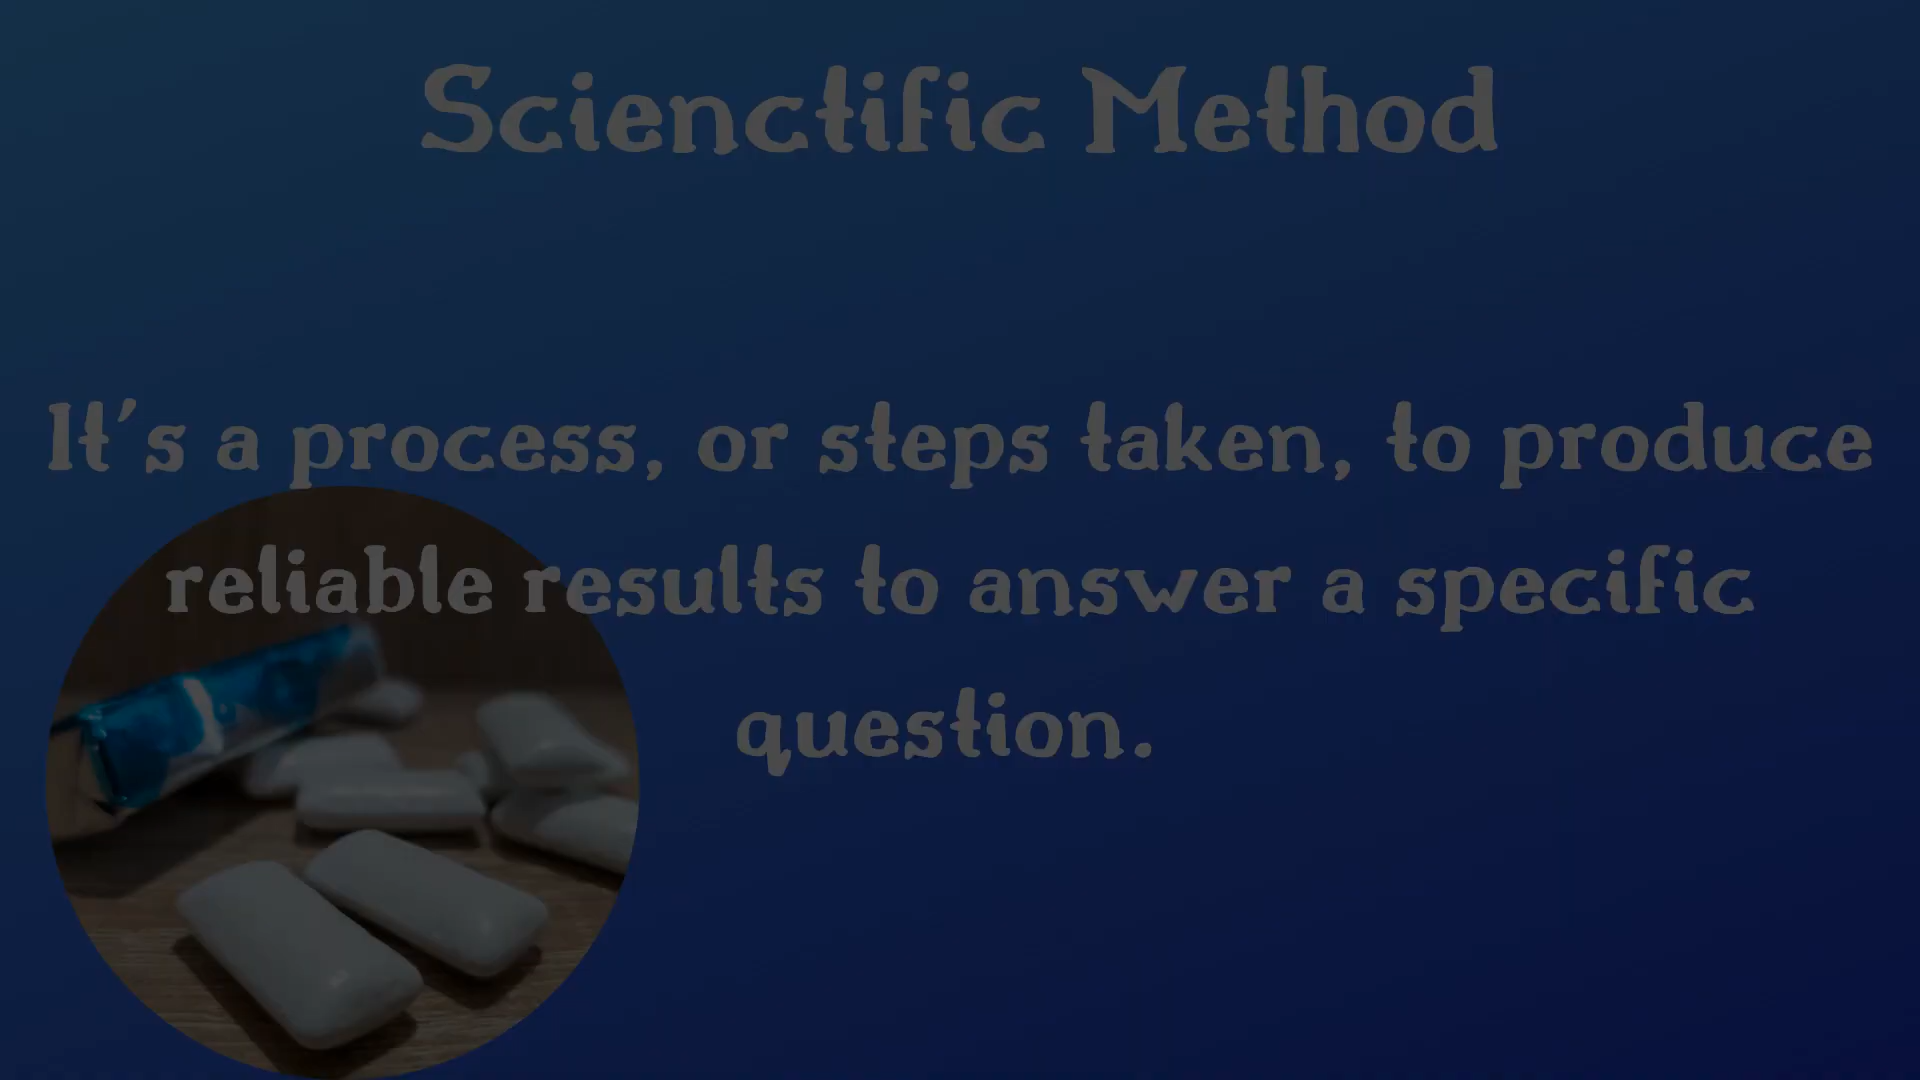 Scienctific Method
It's a process, or steps taken, to produce
reliable results to answer a specific
question.